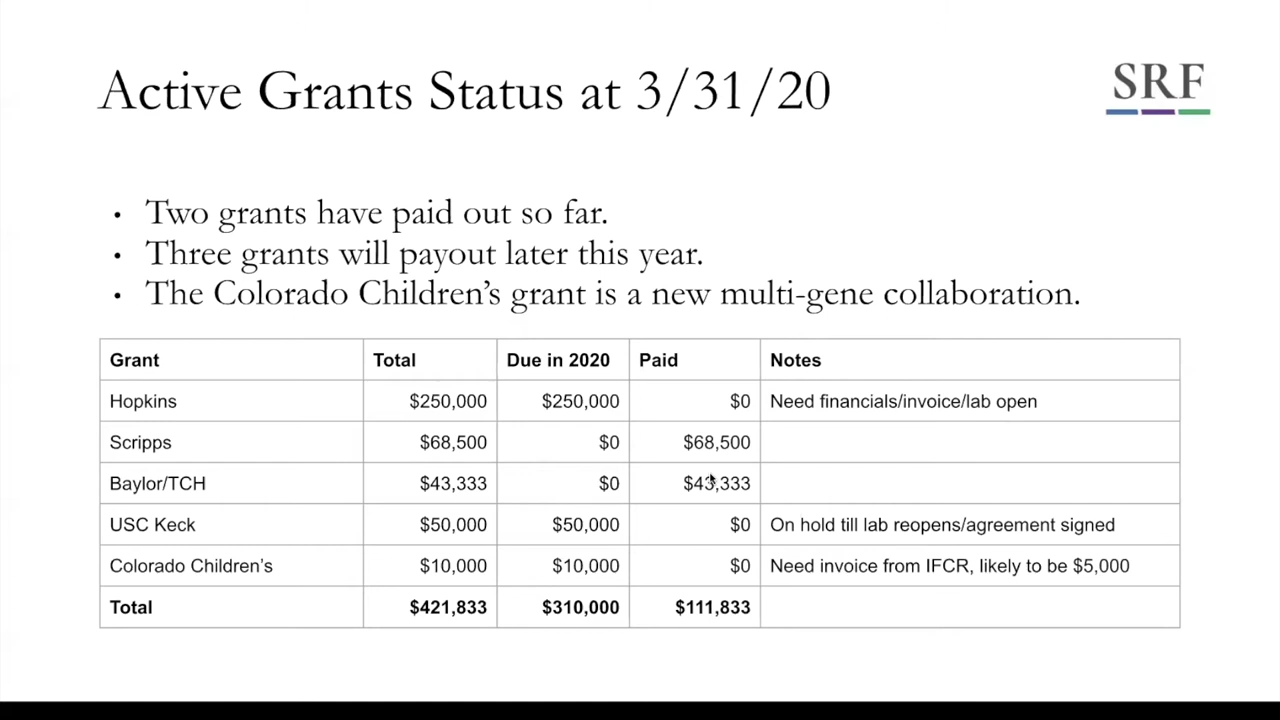 Active Grants Status at 3/31/20
SRF
• Two grants have paid out so far.
• Three grants will payout later this year.
• The Colorado Children's grant is a new multi-gene collaboration.
Grant Total Due in 2020 Paid Notes
Hopkins $250,000 $250,000 $0 Need financials/invoice/lab open
Scripps $68,500 $0 $68,500
Baylor/TCH $43,333 $0 $43,333
USC Keck $50,000 $50,000 $0 On hold till lab reopens/agreement signed
Colorado Children's $10,000 $10,000 $0 Need invoice from IFCR, likely to be $5,000
Total $421,833 $310,000 $111,833